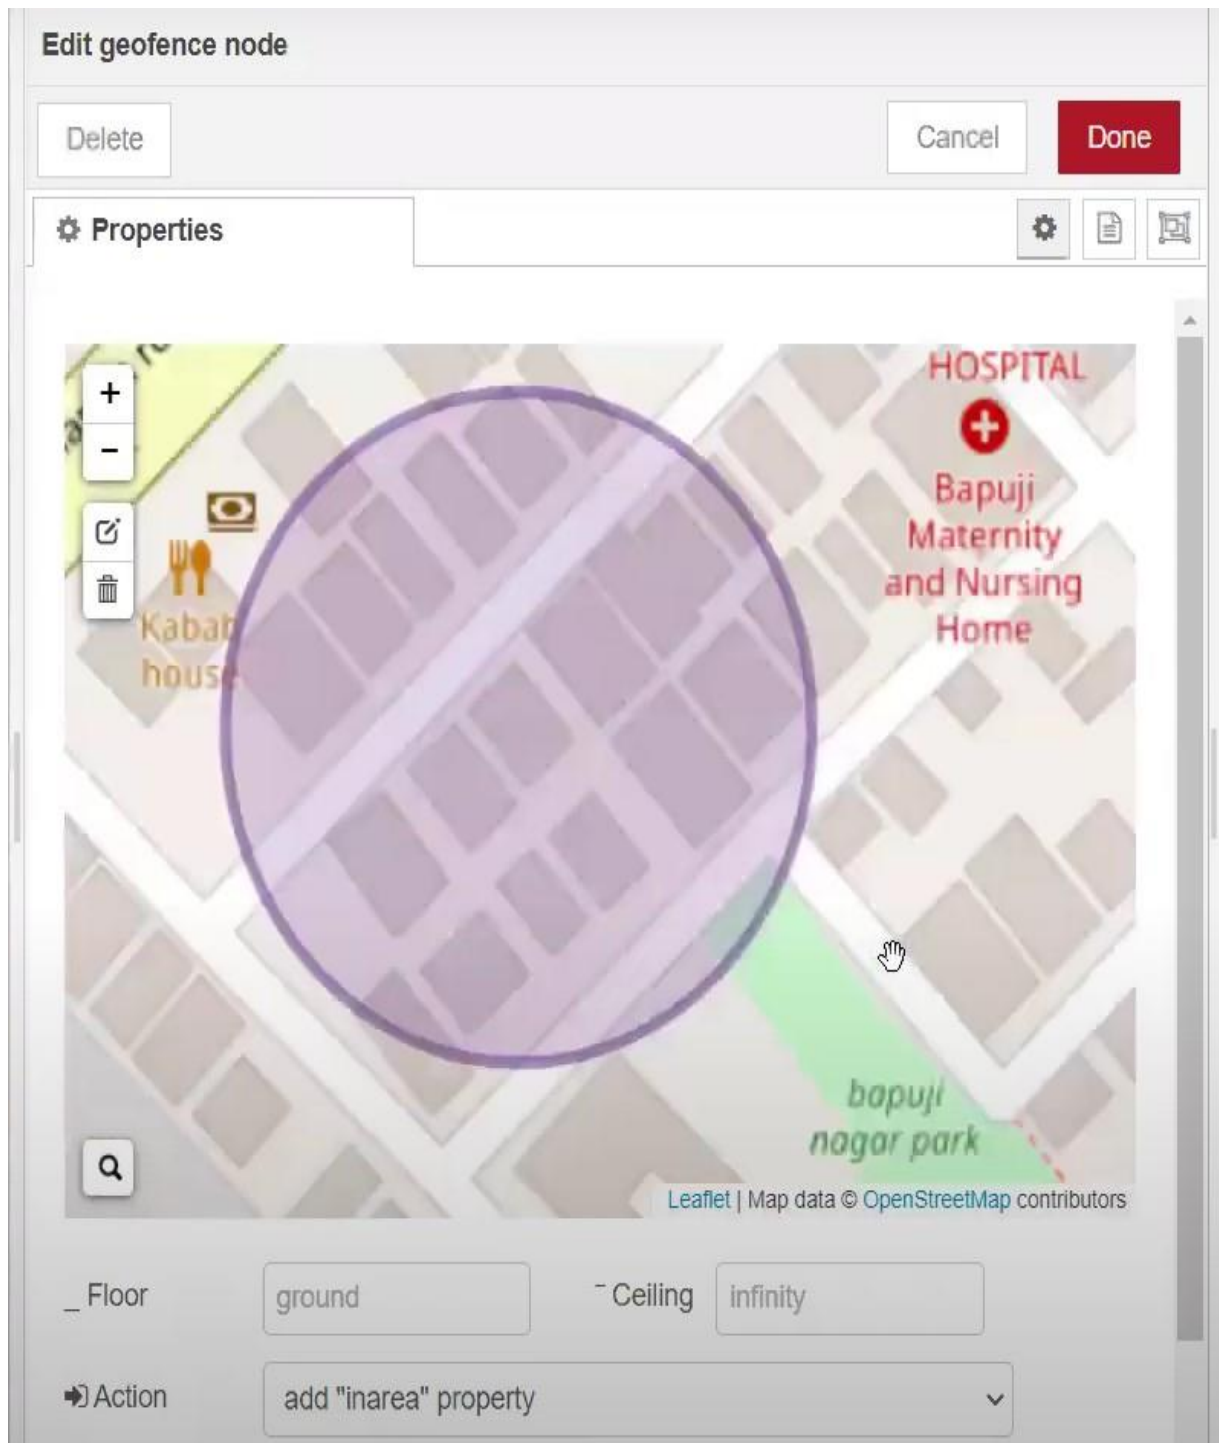 Edit geofence node
Delete
Cancel
Done
Properties
+
HOSPITAL
-
Bapuji
Maternity
and Nursing
Home
Kabab
house
bapuji
nagar park
Leaflet | Map data © OpenStreetMap contributors
_ Floor
ground
‾ Ceiling
infinity
Action
add "inarea" property